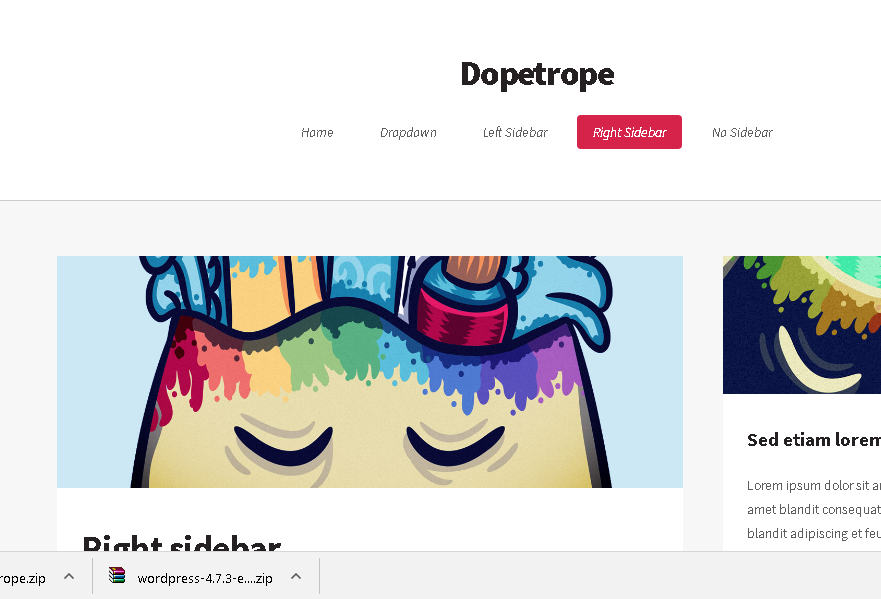 Dopetrope
Home Dropdown Left Sidebar Right Sidebar No Sidebar
Right sidebar
Sed etiam lorem
Lorem ipsum dolor sit
amet blandit consequat
blandit adipiscing et
rope.zip wordpress-4.7.3-e....zip